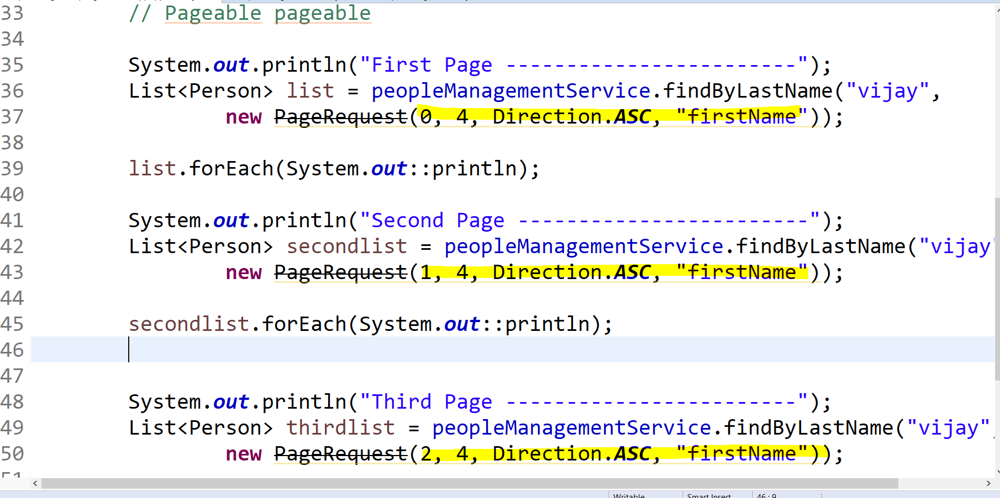 33 // Pageable pageable
34
35 System.out.println("First Page ------------------------");
36 List<Person> list = peopleManagementService.findByLastName("vijay",
37 new PageRequest(0, 4, Direction.ASC, "firstName"));
38
39 list.forEach(System.out::println);
40
41 System.out.println("Second Page ------------------------");
42 List<Person> secondlist = peopleManagementService.findByLastName("vijay"
43 new PageRequest(1, 4, Direction.ASC, "firstName"));
44
45 secondlist.forEach(System.out::println);
46
47
48 System.out.println("Third Page ------------------------");
49 List<Person> thirdlist = peopleManagementService.findByLastName("vijay",
50 new PageRequest(2, 4, Direction.ASC, "firstName"));
51
Writable Smart Insert 46 : 9